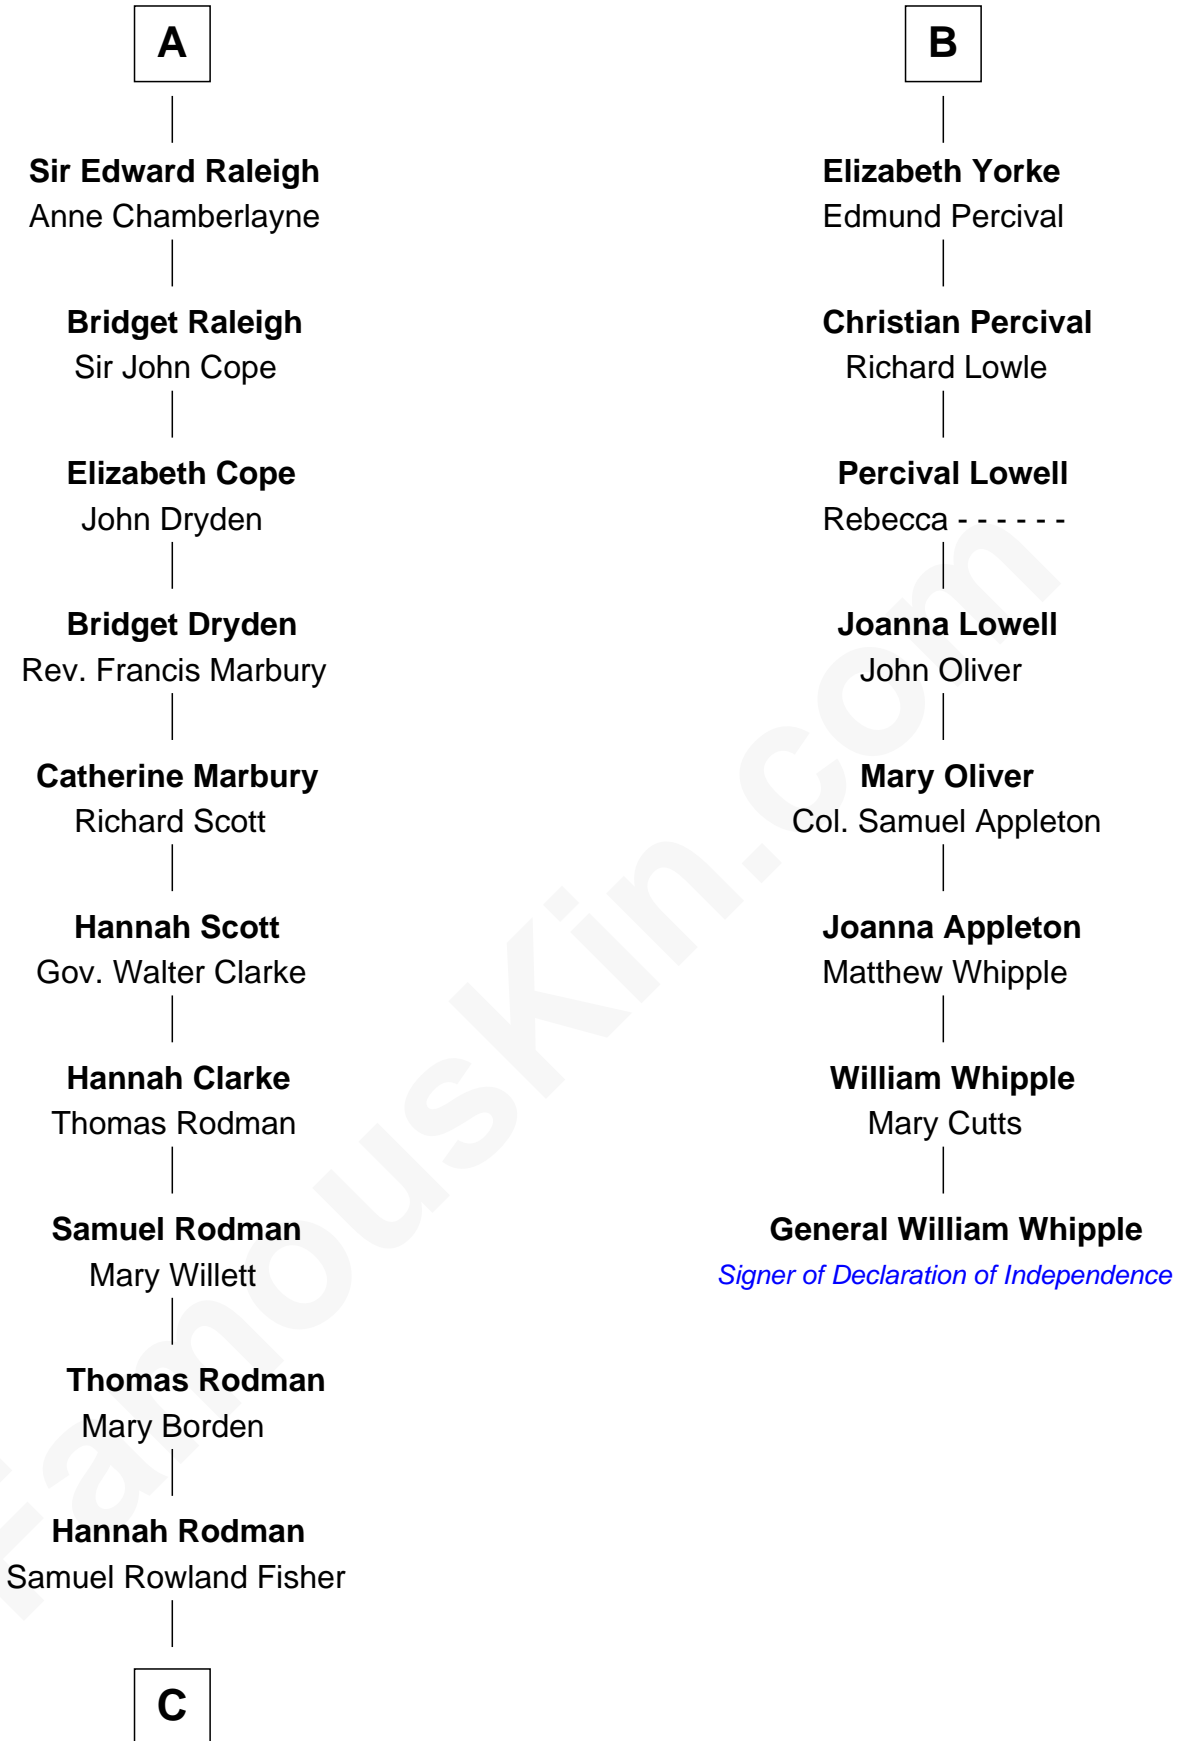 A
Sir Edward Raleigh
Anne Chamberlayne
Bridget Raleigh
Sir John Cope
Elizabeth Cope
John Dryden
Bridget Dryden
Rev. Francis Marbury
Catherine Marbury
Richard Scott
Hannah Scott
Gov. Walter Clarke
Hannah Clarke
Thomas Rodman
Samuel Rodman
Mary Willett
Thomas Rodman
Mary Borden
Hannah Rodman
Samuel Rowland Fisher
C
B
Elizabeth Yorke
Edmund Percival
Christian Percival
Richard Lowle
Percival Lowell
Rebecca - - - - - -
Joanna Lowell
John Oliver
Mary Oliver
Col. Samuel Appleton
Joanna Appleton
Matthew Whipple
William Whipple
Mary Cutts
General William Whipple
Signer of Declaration of Independence
FamousKin.com